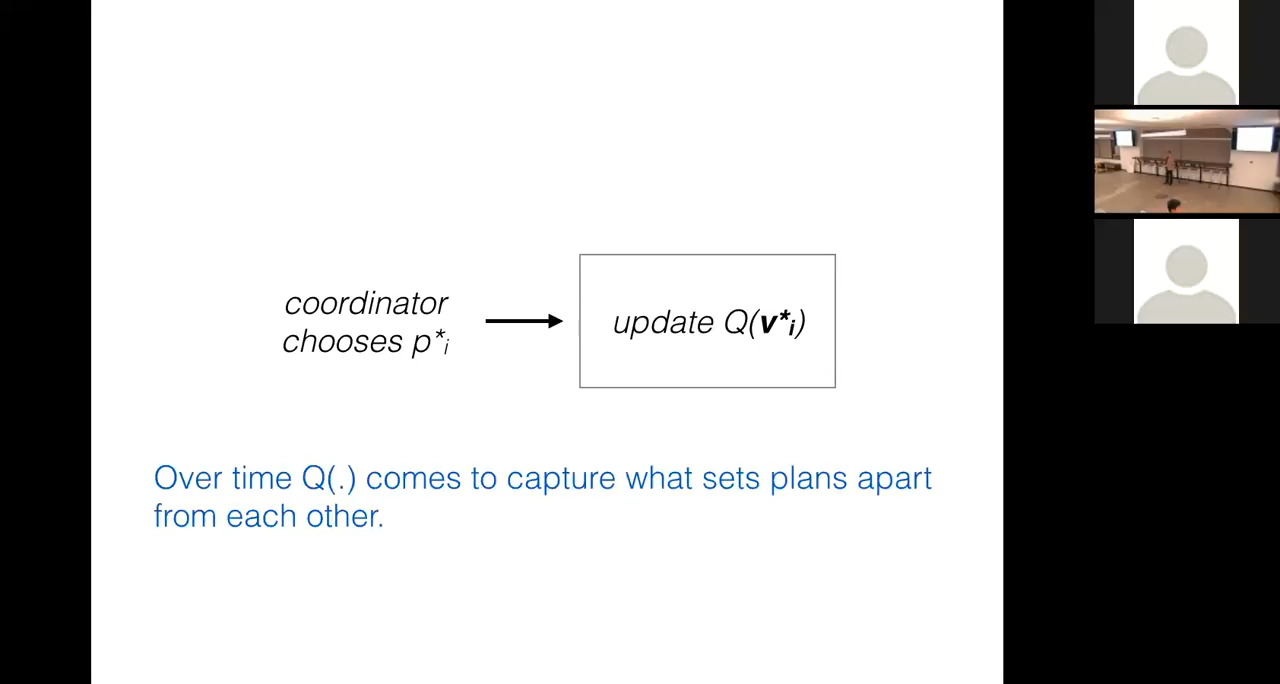 coordinator
chooses p*i
update Q(v*i)
Over time Q(.) comes to capture what sets plans apart
from each other.